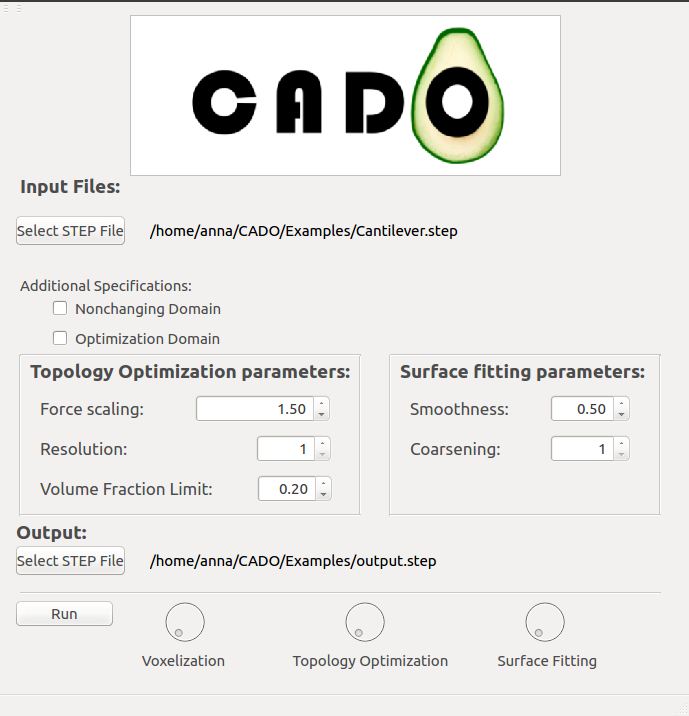 CADO
Input Files:
Select STEP File /home/anna/CADO/Examples/Cantilever.step
Additional Specifications:
Nonchanging Domain
Optimization Domain
Topology Optimization parameters:
Force scaling: 1.50
Resolution: 1
Volume Fraction Limit: 0.20
Surface fitting parameters:
Smoothness: 0.50
Coarsening: 1
Output:
Select STEP File /home/anna/CADO/Examples/output.step
Run
Voxelization Topology Optimization Surface Fitting